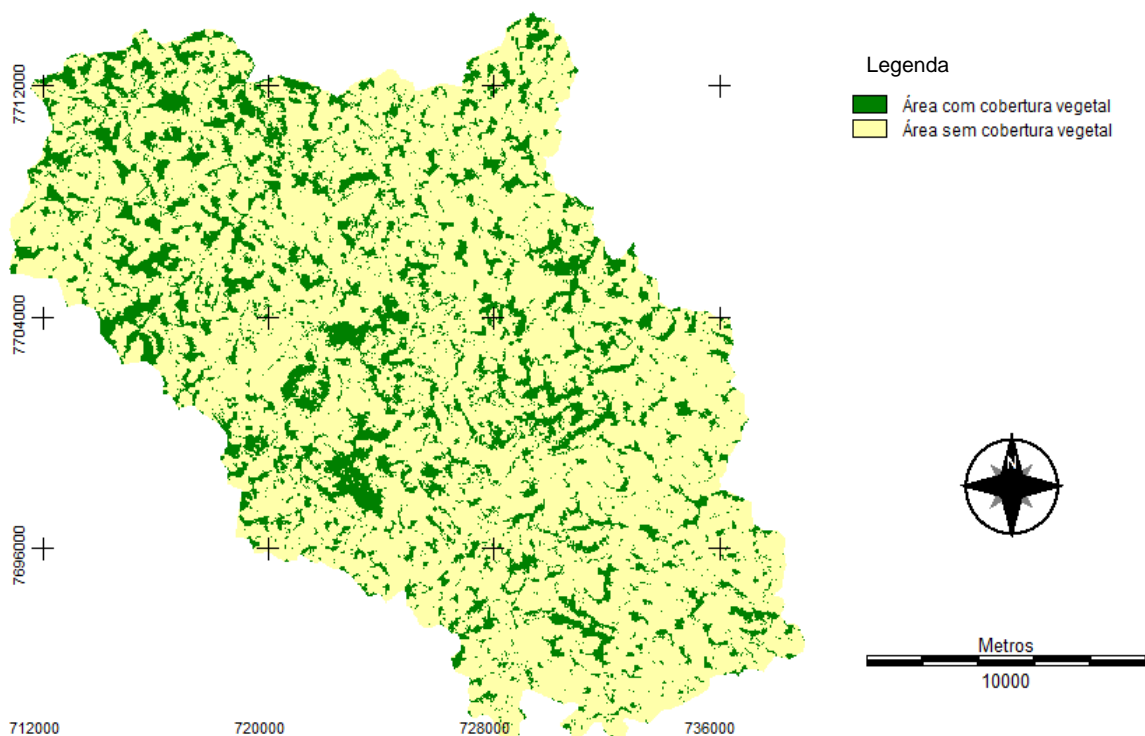 Legenda
Área com cobertura vegetal
Área sem cobertura vegetal
7712000
7704000
7696000
N
Metros
10000
712000
720000
728000
736000